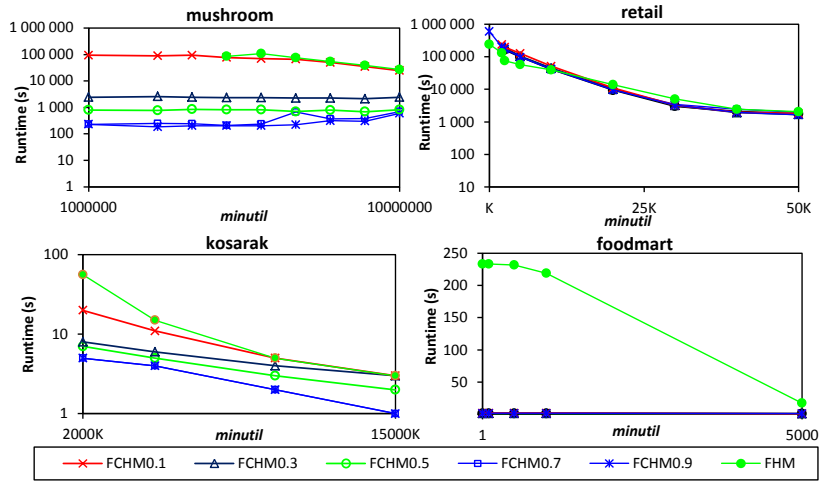 mushroom
Runtime (s)
1 000 000
100 000
10 000
1 000
100
10
1
1000000
10000000
minutil
retail
Runtime (s)
1 000 000
100 000
10 000
1 000
100
10
K
25K
50K
minutil
kosarak
Runtime (s)
100
10
1
2000K
15000K
minutil
foodmart
Runtime (s)
250
200
150
100
50
1
5000
minutil
FCHM0.1
FCHM0.3
FCHM0.5
FCHM0.7
FCHM0.9
FHM